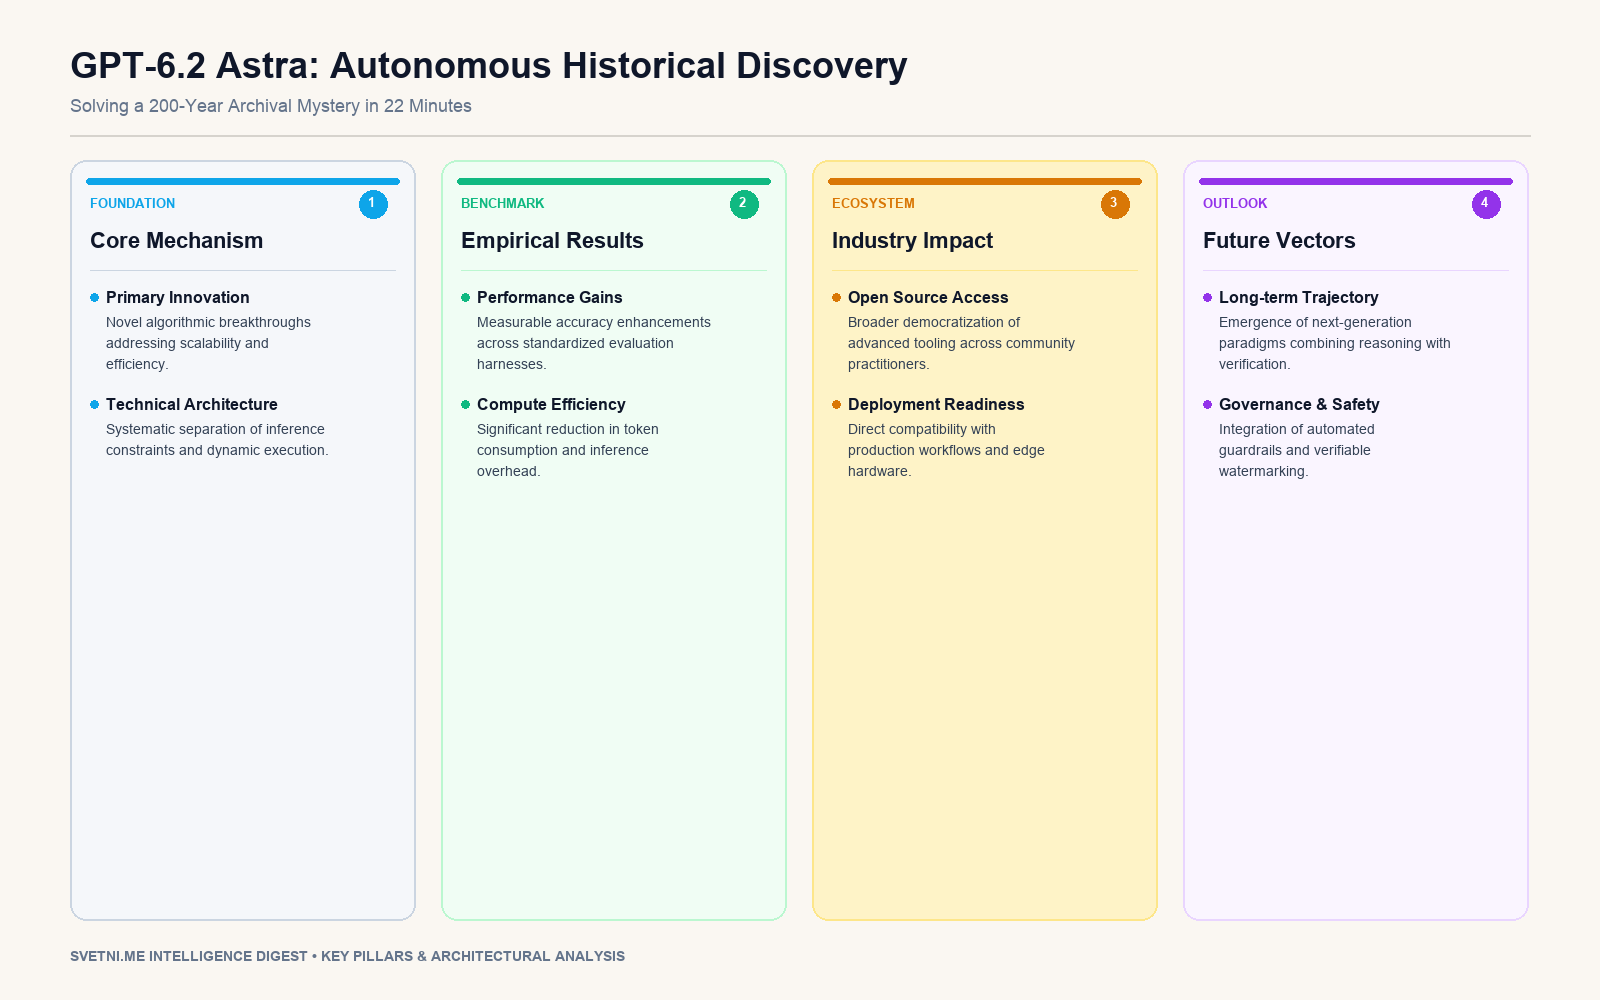 GPT-6.2 Astra: Autonomous Historical Discovery
Solving a 200-Year Archival Mystery in 22 Minutes
FOUNDATION
1
Core Mechanism
Primary Innovation
Novel algorithmic breakthroughs
addressing scalability and
efficiency.
Technical Architecture
Systematic separation of inference
constraints and dynamic execution.
BENCHMARK
2
Empirical Results
Performance Gains
Measurable accuracy enhancements
across standardized evaluation
harnesses.
Compute Efficiency
Significant reduction in token
consumption and inference
overhead.
ECOSYSTEM
3
Industry Impact
Open Source Access
Broader democratization of
advanced tooling across community
practitioners.
Deployment Readiness
Direct compatibility with
production workflows and edge
hardware.
OUTLOOK
4
Future Vectors
Long-term Trajectory
Emergence of next-generation
paradigms combining reasoning with
verification.
Governance & Safety
Integration of automated
guardrails and verifiable
watermarking.
SVETNI.ME INTELLIGENCE DIGEST • KEY PILLARS & ARCHITECTURAL ANALYSIS